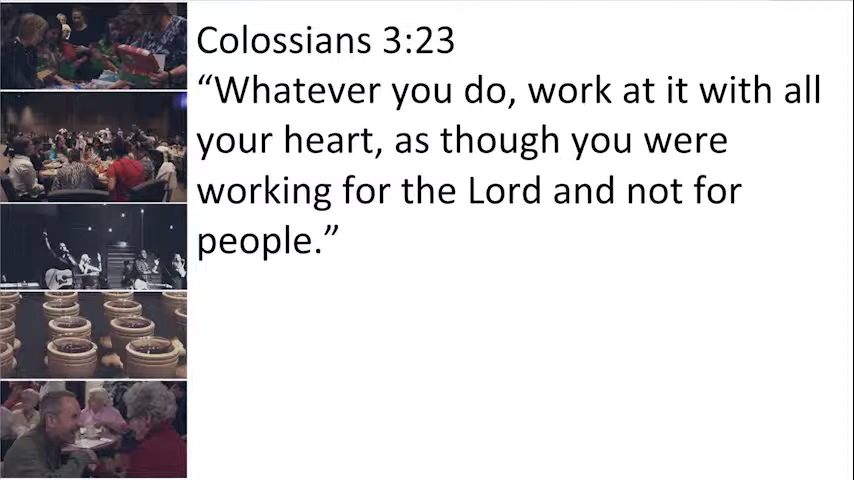 Colossians 3:23
“Whatever you do, work at it with all
your heart, as though you were
working for the Lord and not for
people.”